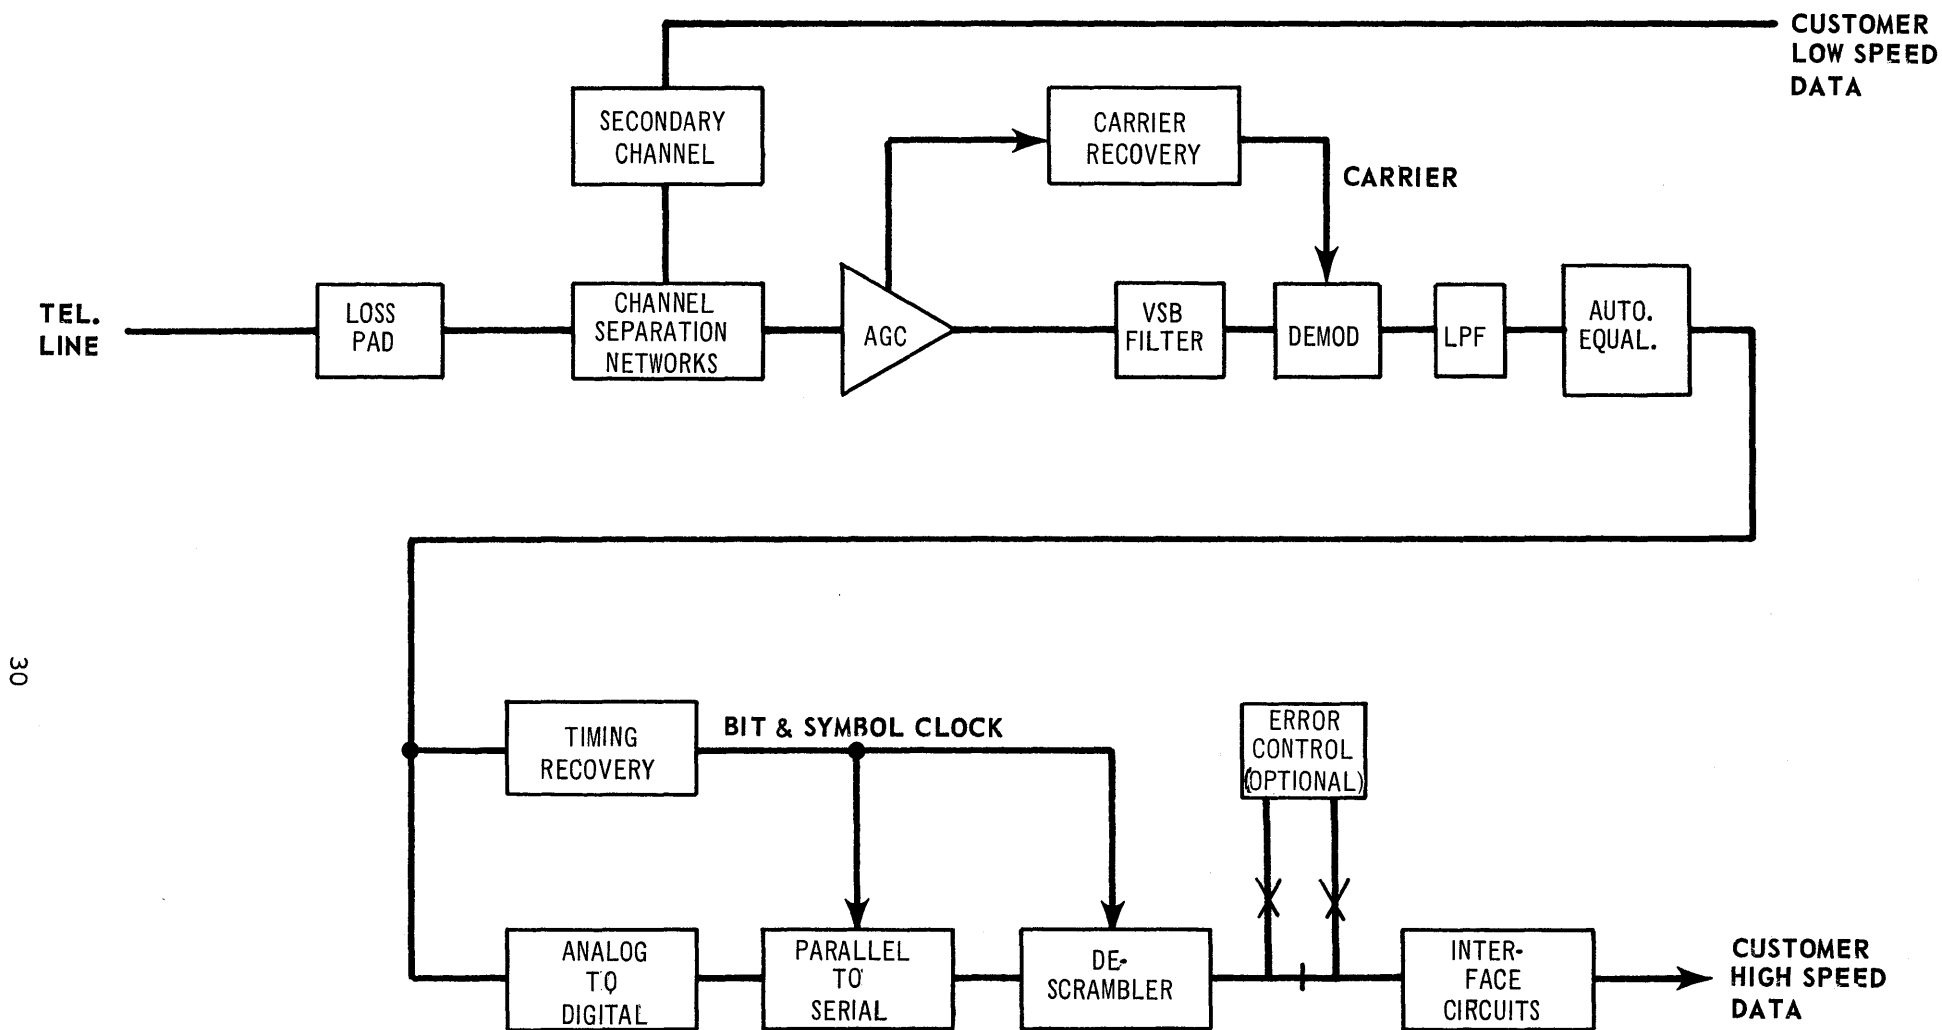 CUSTOMER
LOW SPEED
DATA
SECONDARY
CHANNEL
CARRIER
RECOVERY
CARRIER
TEL.
LINE
LOSS
PAD
CHANNEL
SEPARATION
NETWORKS
AGC
VSB
FILTER
DEMOD
LPF
AUTO.
EQUAL.
30
TIMING
RECOVERY
BIT & SYMBOL CLOCK
ERROR
CONTROL
(OPTIONAL)
ANALOG
TO
DIGITAL
PARALLEL
TO
SERIAL
DE-
SCRAMBLER
INTER-
FACE
CIRCUITS
CUSTOMER
HIGH SPEED
DATA